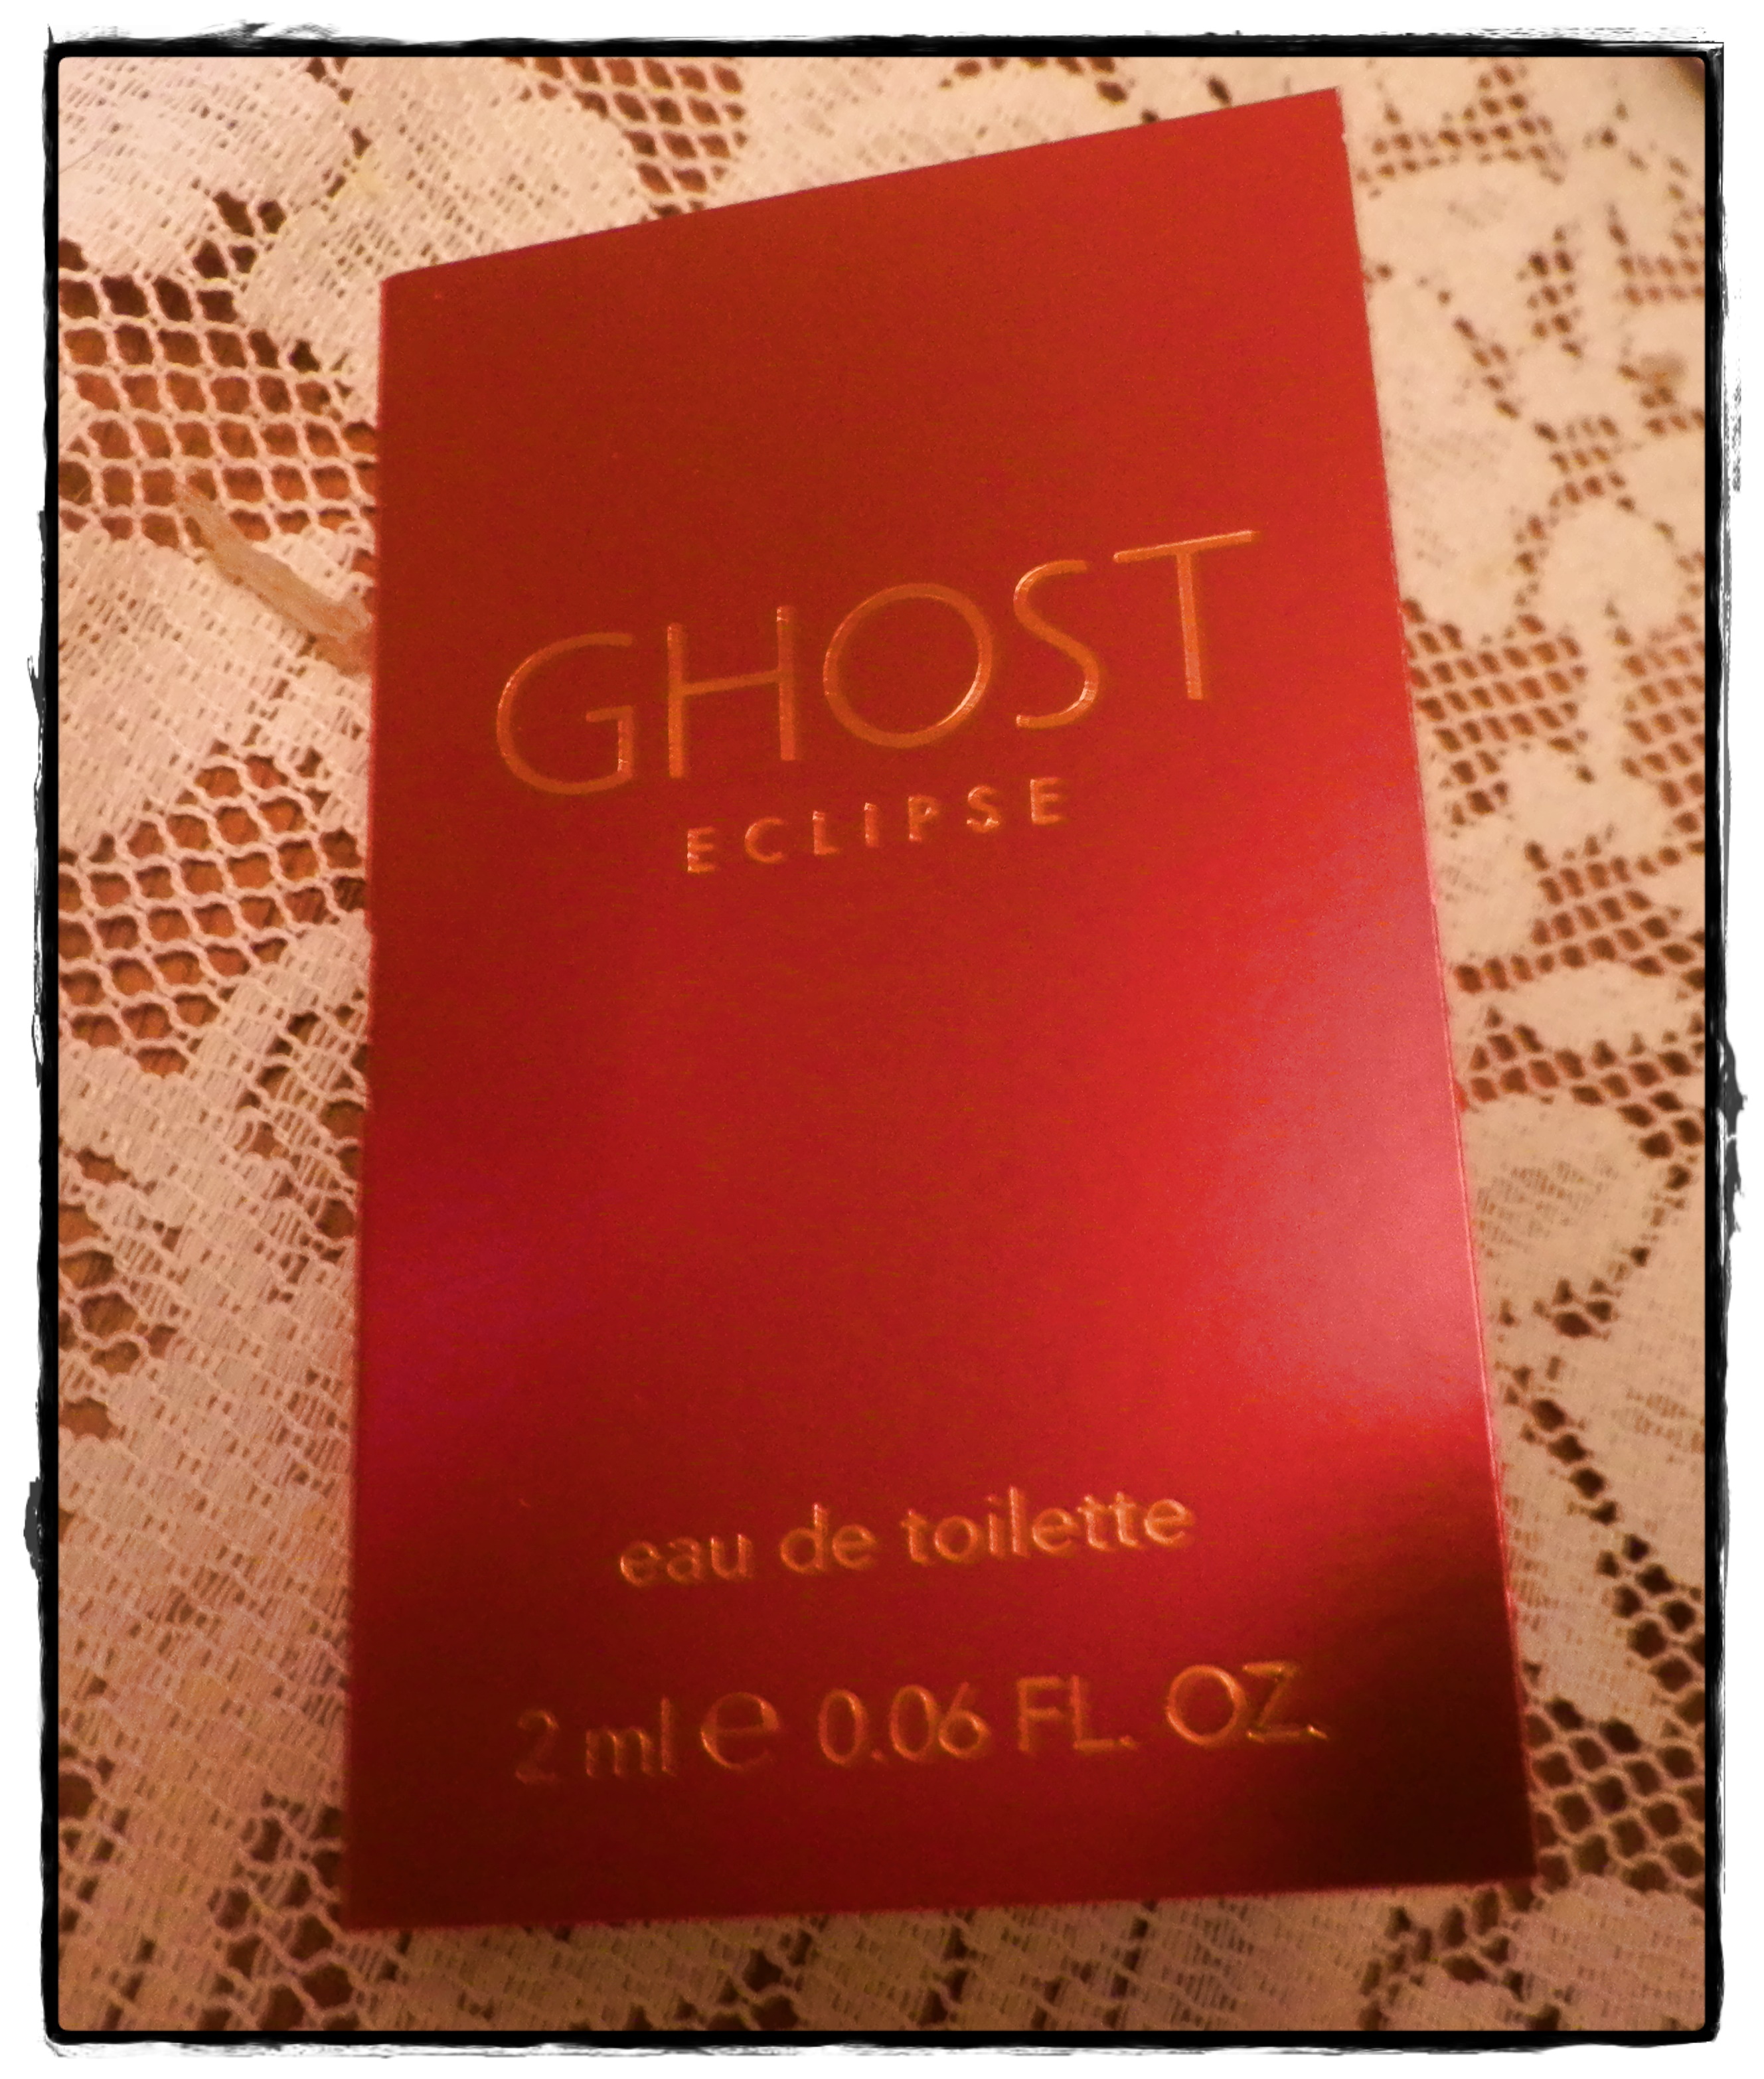 GHOST
ECLIPSE
eau de toilette
2 ml e 0.06 FL. OZ.